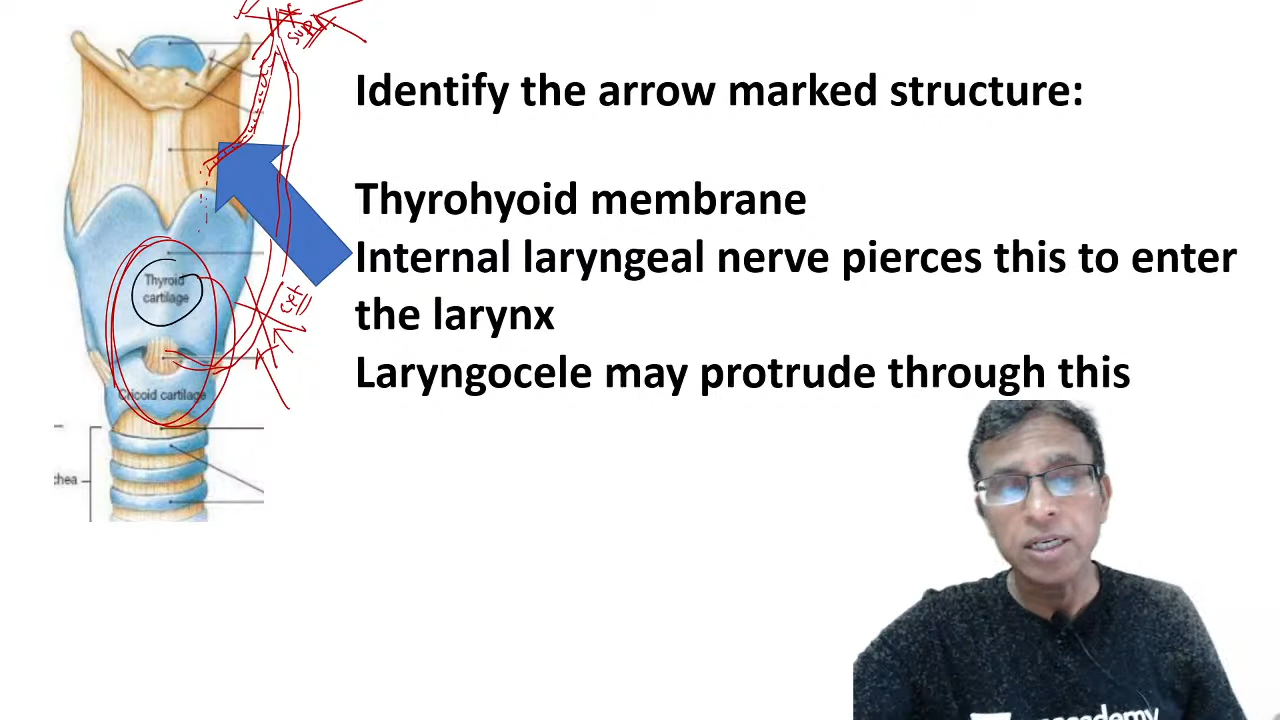 Identify the arrow marked structure:
Thyrohyoid membrane
Internal laryngeal nerve pierces this to enter
the larynx
Laryngocele may protrude through this
Thyroid
cartilage
Cricoid cartilage
chea
Ext